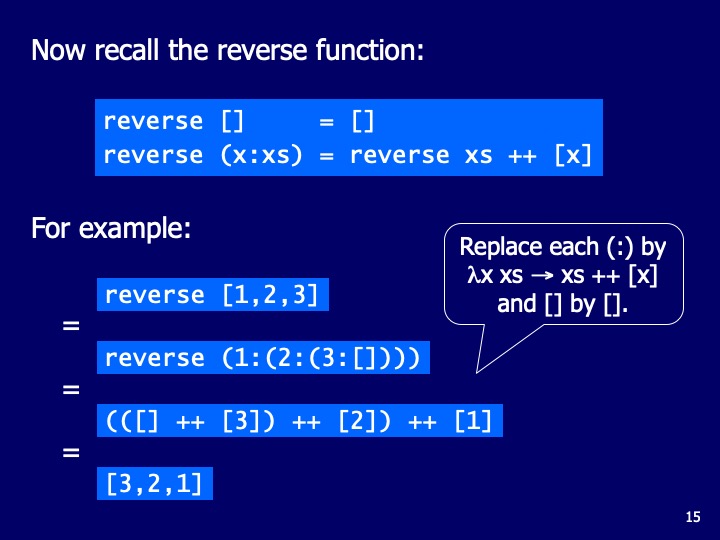 Now recall the reverse function:
reverse []     = []
reverse (x:xs) = reverse xs ++ [x]
For example:
Replace each (:) by
λx xs → xs ++ [x]
and [] by [].
reverse [1,2,3]
=
reverse (1:(2:(3:[])))
=
(([] ++ [3]) ++ [2]) ++ [1]
=
[3,2,1]
15